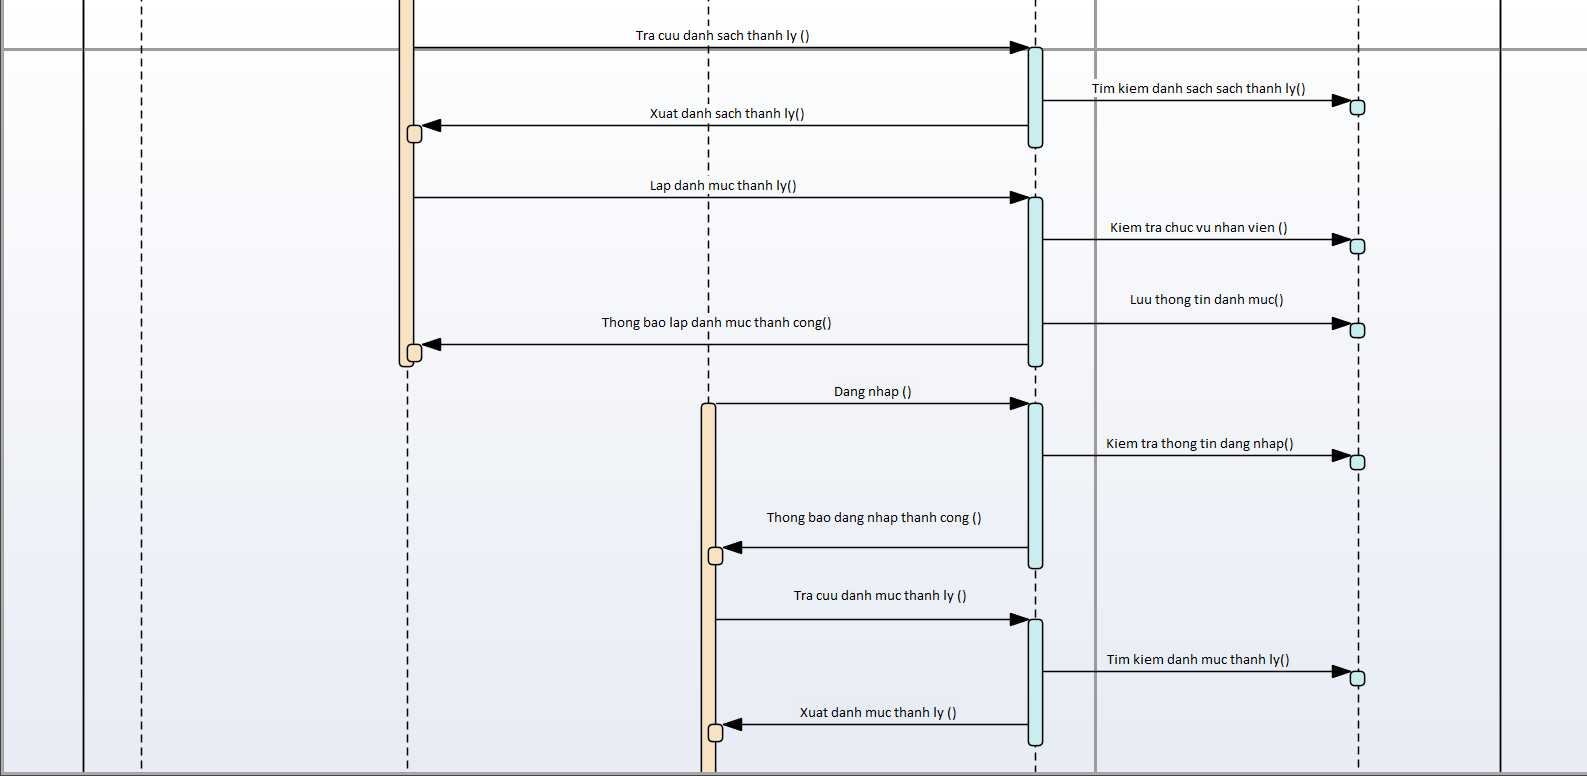 Tra cuu danh sach thanh ly ()
Tim kiem danh sach sach thanh ly()
Xuat danh sach thanh ly()
Lap danh muc thanh ly()
Kiem tra chuc vu nhan vien ()
Luu thong tin danh muc()
Thong bao lap danh muc thanh cong()
Dang nhap ()
Kiem tra thong tin dang nhap()
Thong bao dang nhap thanh cong ()
Tra cuu danh muc thanh ly ()
Tim kiem danh muc thanh ly()
Xuat danh muc thanh ly ()